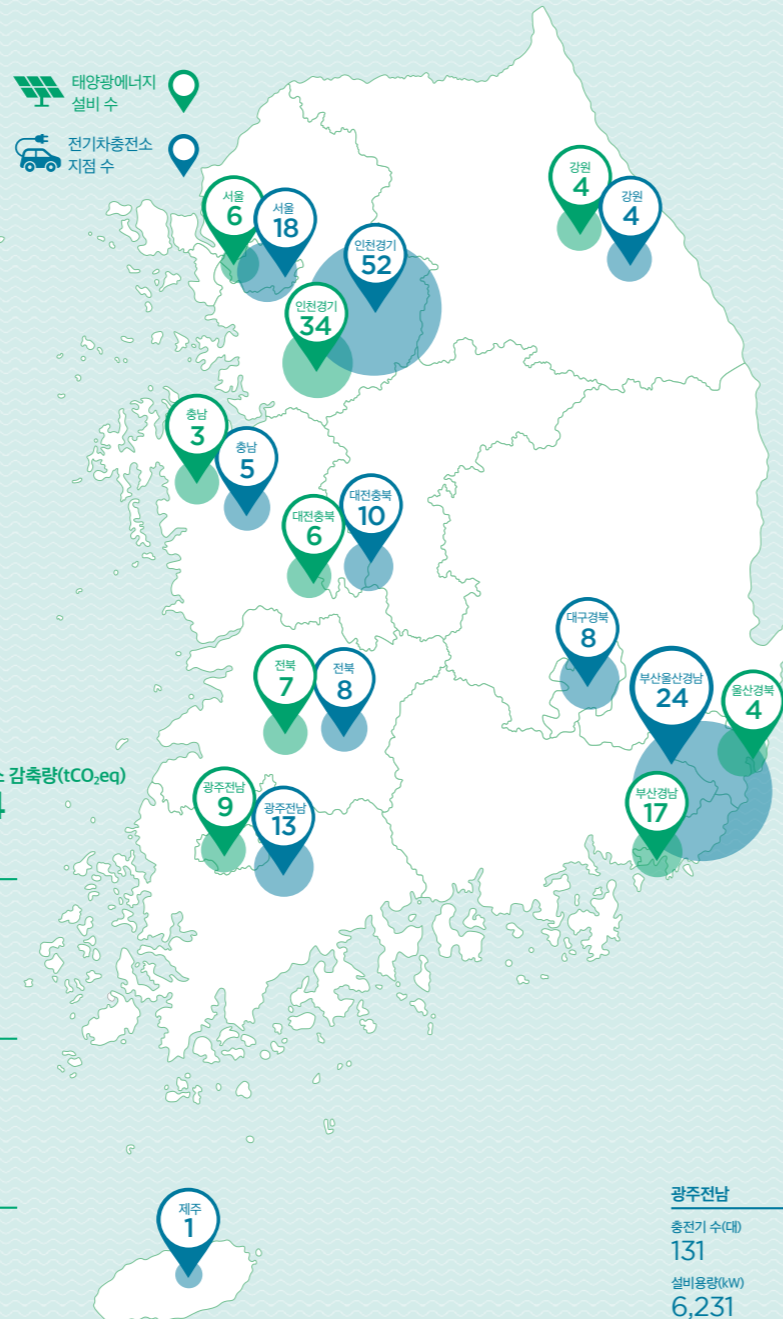 태양광에너지
설비 수
전기차충전소
지점 수
서울
6
서울
18
인천경기
52
인천경기
34
강원
4
강원
4
충남
3
충남
5
대전충북
6
대전충북
10
대구경북
8
부산울산경남
24
울산경북
4
부산경남
17
전북
7
전북
8
감축량(tCO₂eq)
광주전남
9
광주전남
13
제주
1
광주전남
충전기 수(대)
131
설비용량(kW)
6,231